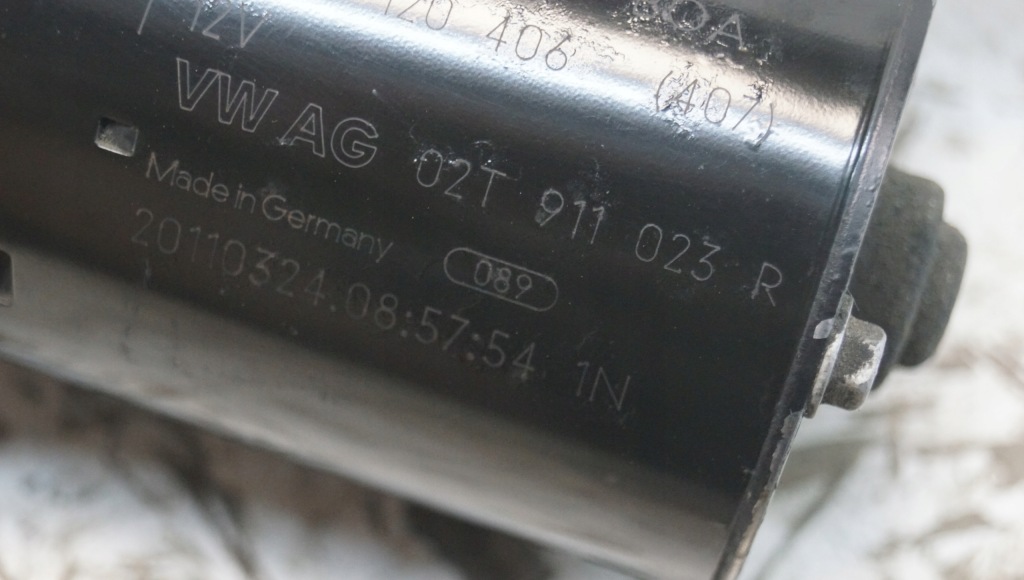 12V 120 406 (407)
VW AG 02T 911 023 R
Made in Germany 089
20110324.08:57:54 1N